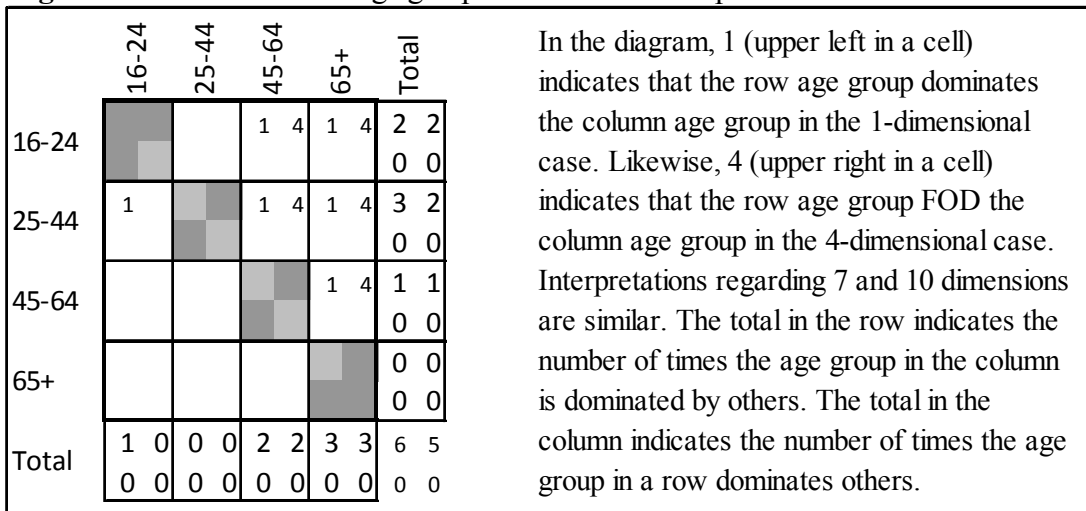 16-24 25-44 45-64 65+ Total
16-24 1 4 1 4 2 2
0 0
25-44 1 1 4 1 4 3 2
0 0
45-64 1 4 1 1
0 0
65+ 0 0
0 0
Total 1 0 0 0 2 2 3 3 6 5
0 0 0 0 0 0 0 0 0 0
In the diagram, 1 (upper left in a cell)
indicates that the row age group dominates
the column age group in the 1-dimensional
case. Likewise, 4 (upper right in a cell)
indicates that the row age group FOD the
column age group in the 4-dimensional case.
Interpretations regarding 7 and 10 dimensions
are similar. The total in the row indicates the
number of times the age group in the column
is dominated by others. The total in the
column indicates the number of times the age
group in a row dominates others.